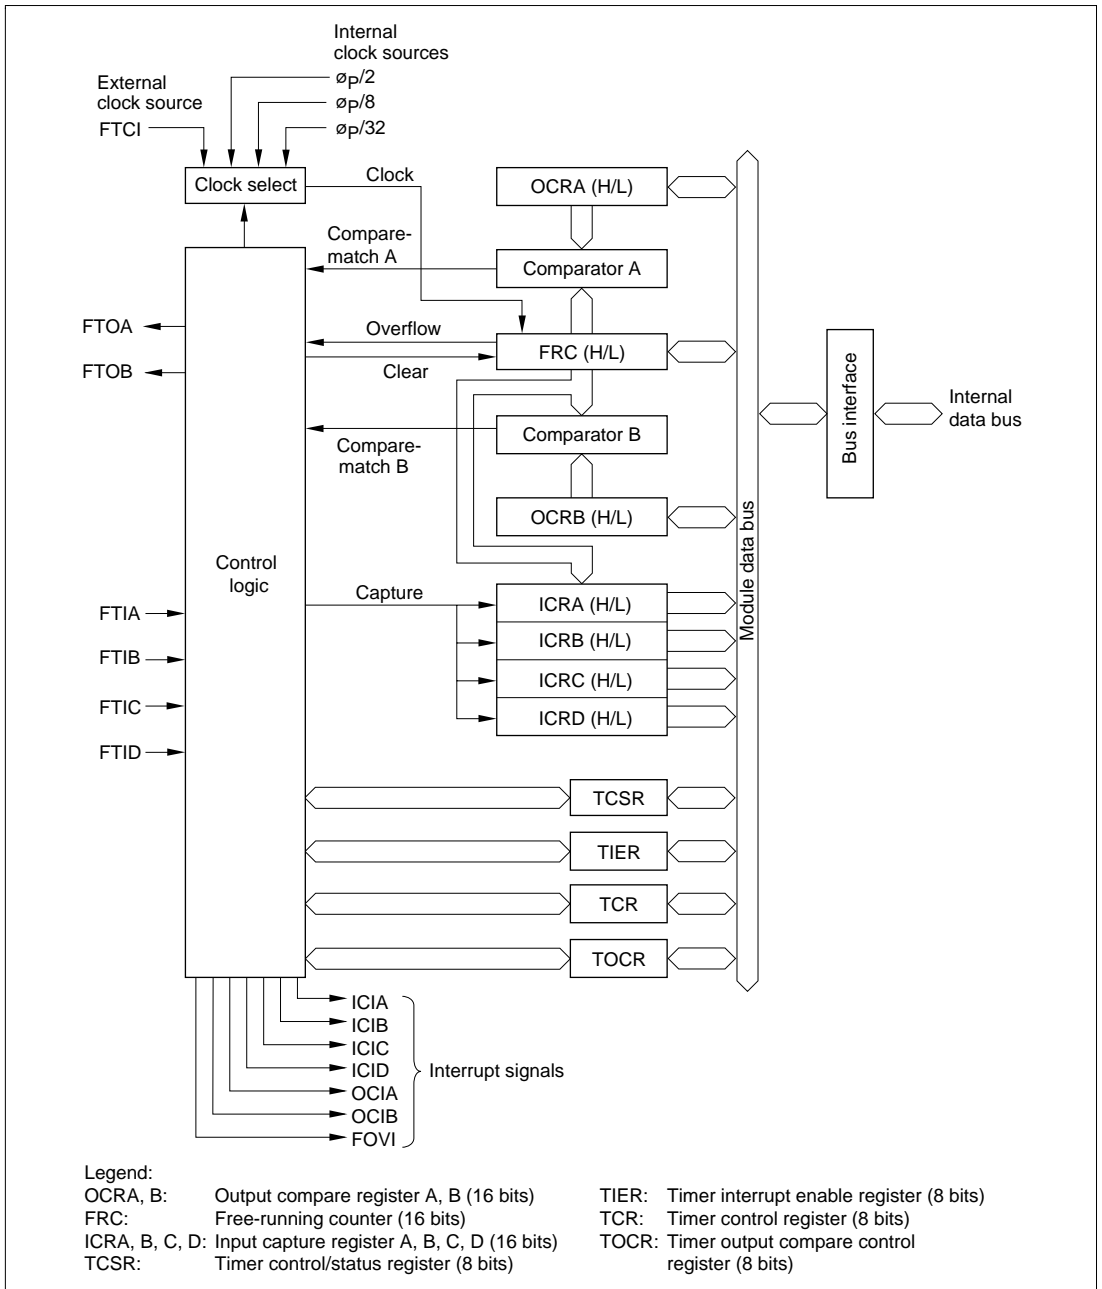 Internal
clock sources
External
clock source
øP/2
øP/8
FTCI
øP/32
Clock select
Clock
OCRA (H/L)
Compare-
match A
Comparator A
FTOA
Overflow
FRC (H/L)
FTOB
Clear
Internal
data bus
Bus interface
Comparator B
Compare-
match B
OCRB (H/L)
Module data bus
Control
logic
Capture
FTIA
ICRA (H/L)
ICRB (H/L)
FTIB
ICRC (H/L)
FTIC
ICRD (H/L)
FTID
TCSR
TIER
TCR
TOCR
ICIA
ICIB
ICIC
ICID
Interrupt signals
OCIA
OCIB
FOVI
Legend:
OCRA, B: Output compare register A, B (16 bits)
FRC: Free-running counter (16 bits)
ICRA, B, C, D: Input capture register A, B, C, D (16 bits)
TCSR: Timer control/status register (8 bits)
TIER: Timer interrupt enable register (8 bits)
TCR: Timer control register (8 bits)
TOCR: Timer output compare control
register (8 bits)